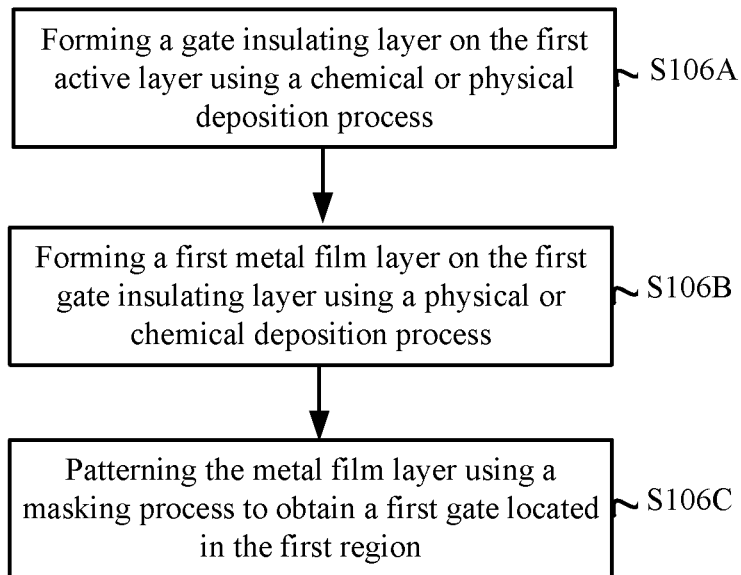 Forming a gate insulating layer on the first
active layer using a chemical or physical
deposition process
S106A
Forming a first metal film layer on the first
gate insulating layer using a physical or
chemical deposition process
S106B
Patterning the metal film layer using a
masking process to obtain a first gate located
in the first region
S106C